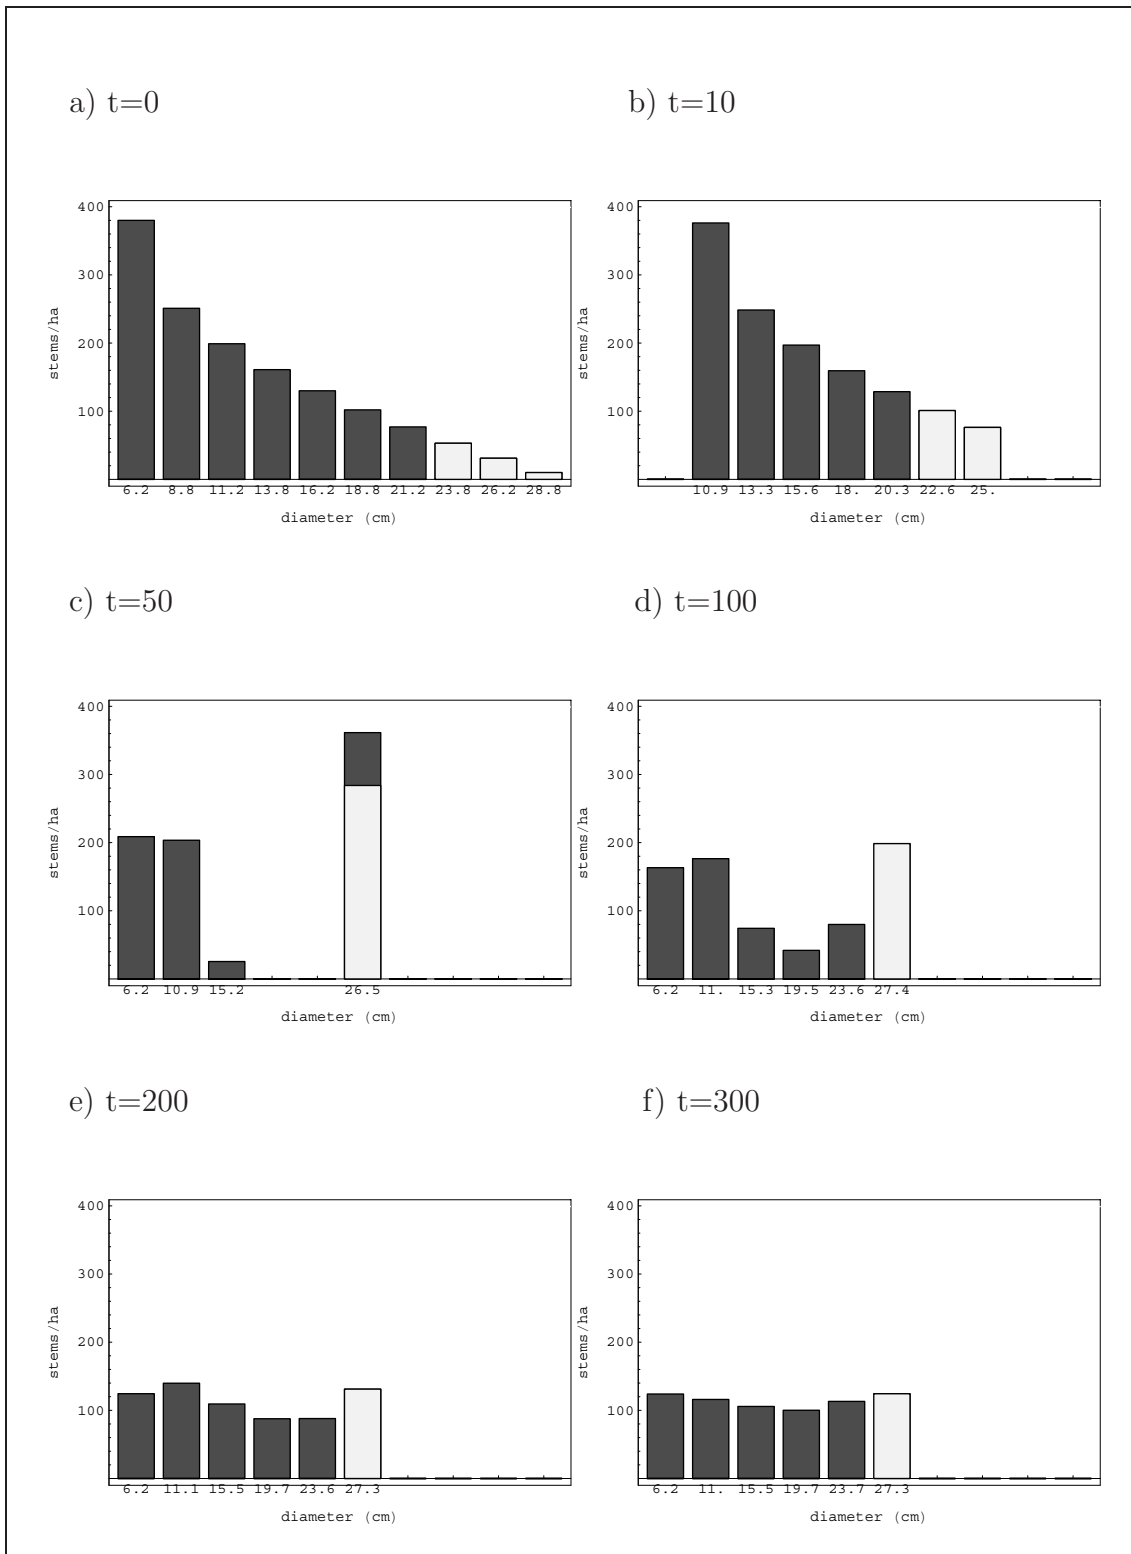 a) t=0
400
300
200
100
stems/ha
6.2 8.8 11.2 13.8 16.2 18.8 21.2 23.8 26.2 28.8
diameter (cm)
b) t=10
400
300
200
100
stems/ha
10.9 13.3 15.6 18. 20.3 22.6 25.
diameter (cm)
c) t=50
400
300
200
100
stems/ha
6.2 10.9 15.2 26.5
diameter (cm)
d) t=100
400
300
200
100
stems/ha
6.2 11. 15.3 19.5 23.6 27.4
diameter (cm)
e) t=200
400
300
200
100
stems/ha
6.2 11.1 15.5 19.7 23.6 27.3
diameter (cm)
f) t=300
400
300
200
100
stems/ha
6.2 11. 15.5 19.7 23.7 27.3
diameter (cm)